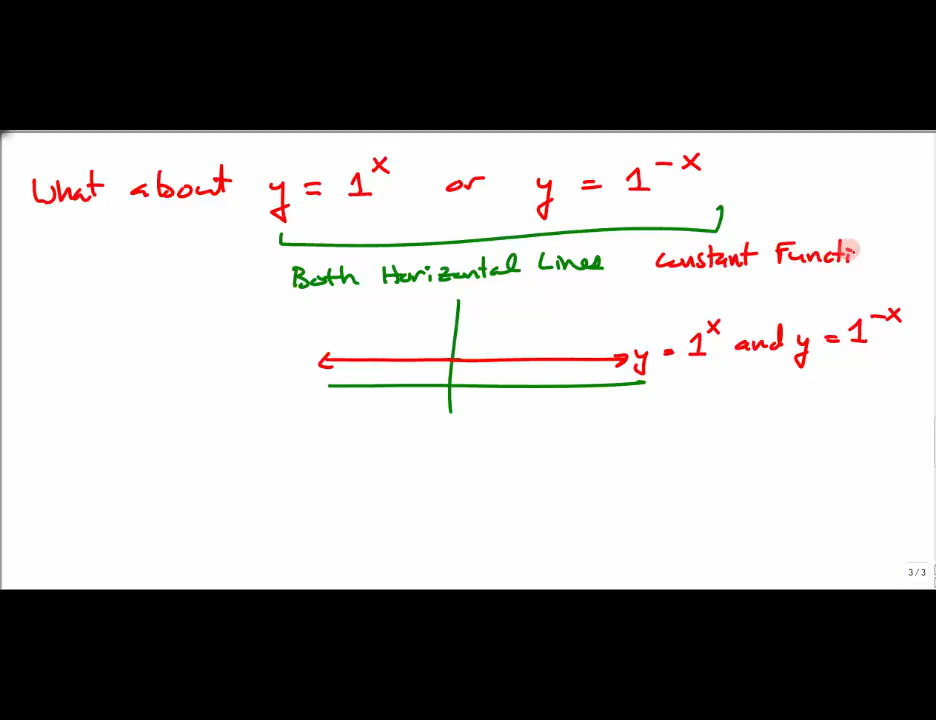 What about y = 1^x or y = 1^-x
Both Horizontal Lines constant Functi
y = 1^x and y = 1^-x
3 / 3